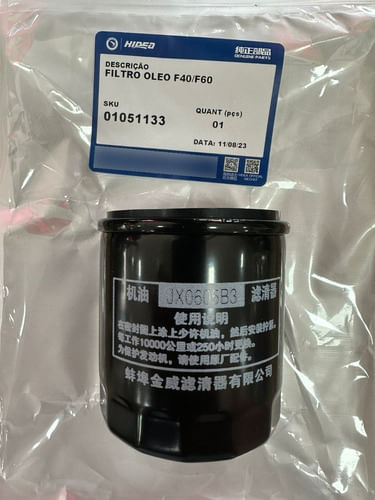 HIDEA
纯正部品
GENUINE PARTS
DESCRIÇÃO
FILTRO OLEO F40/F60
SKU
QUANT (pçs)
01051133
01
DATA: 11/08/23
机油 JX0605B3 滤清器
使用说明
在密封圈上涂上少许机油，然后安装拧紧。
每工作10000公里或250小时更换。
为保护发动机，请使用原厂配件。
蚌埠金威滤清器有限公司